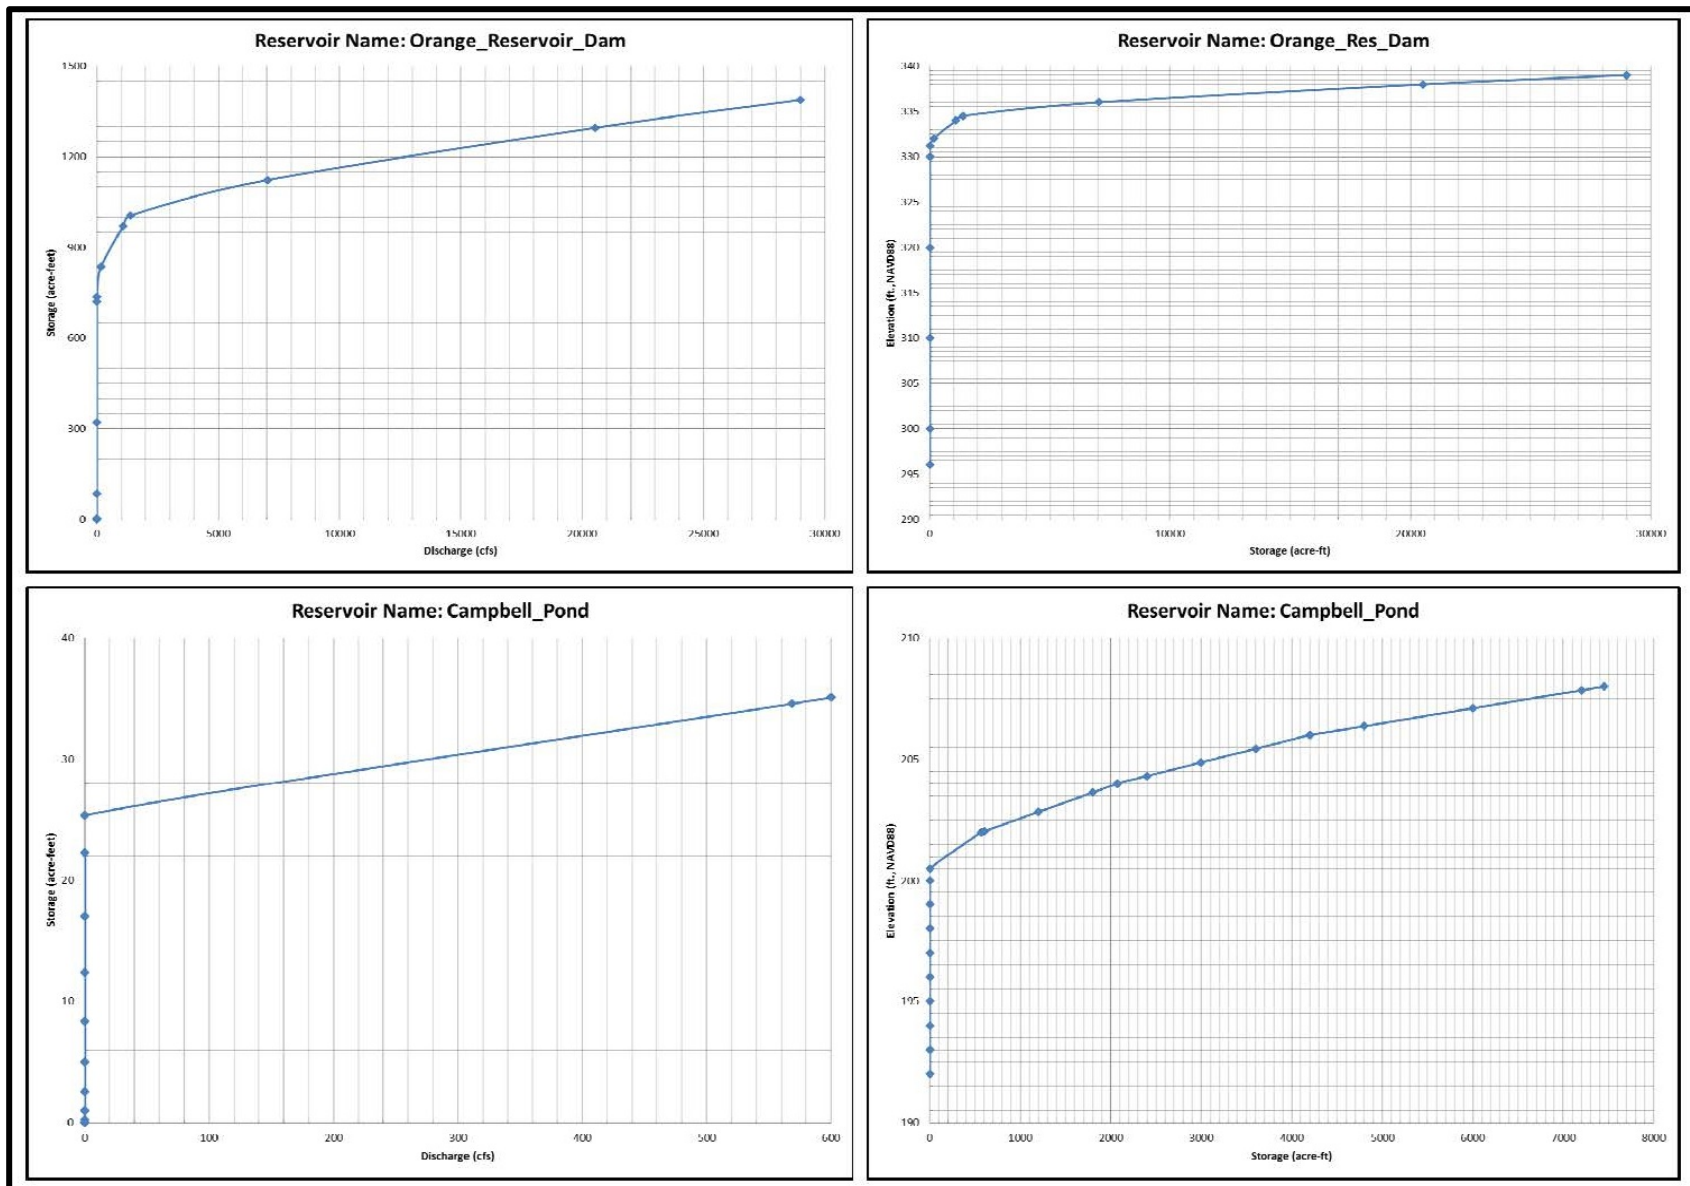 Reservoir Name: Orange_Reservoir_Dam
1500
1200
900
600
300
0
Storage (acre-feet)
0 5000 10000 15000 20000 25000 30000
Discharge (cfs)
Reservoir Name: Orange_Res_Dam
340
335
330
325
320
315
310
305
300
295
290
Elevation (ft., NAVD88)
0 10000 20000 30000
Storage (acre-ft)
Reservoir Name: Campbell_Pond
40
30
20
10
0
Storage (acre-feet)
0 100 200 300 400 500 600
Discharge (cfs)
Reservoir Name: Campbell_Pond
210
205
200
195
190
Elevation (ft., NAVD88)
0 1000 2000 3000 4000 5000 6000 7000 8000
Storage (acre-ft)